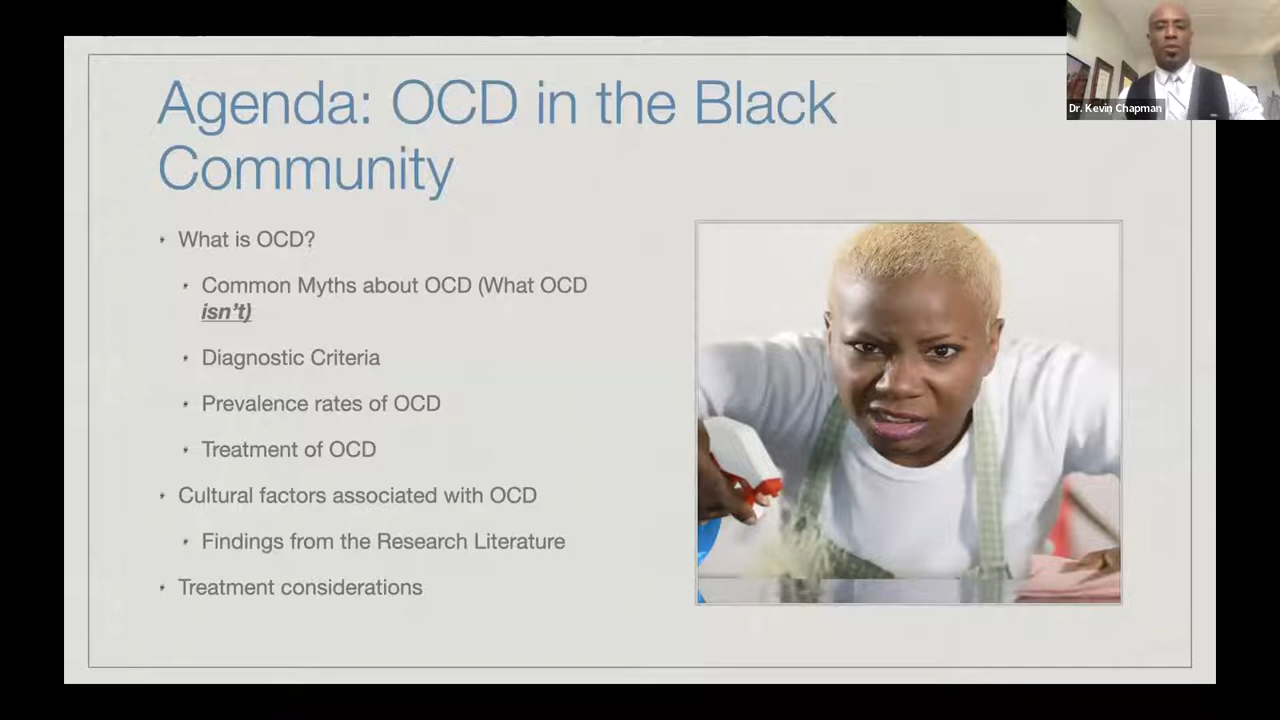 Agenda: OCD in the Black
Community
Dr. Kevin Chapman
What is OCD?
Common Myths about OCD (What OCD
isn't)
Diagnostic Criteria
Prevalence rates of OCD
Treatment of OCD
Cultural factors associated with OCD
Findings from the Research Literature
Treatment considerations